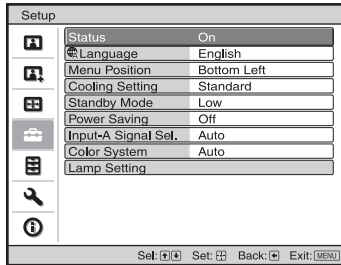 Setup
Status On
Language English
Menu Position Bottom Left
Cooling Setting Standard
Standby Mode Low
Power Saving Off
Input-A Signal Sel. Auto
Color System Auto
Lamp Setting
Sel: Set: Back: Exit: MENU